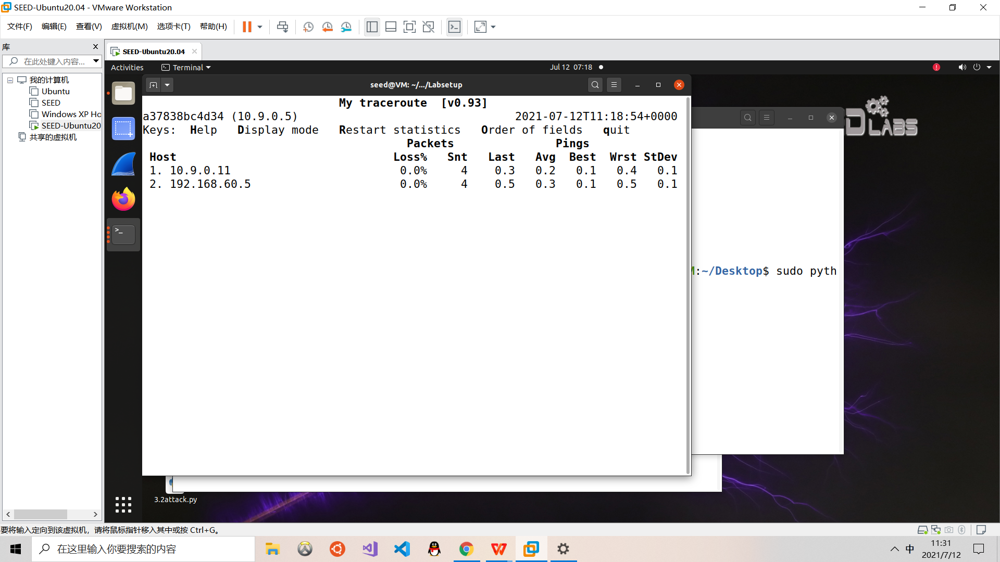 SEED-Ubuntu20.04 - VMware Workstation
文件(F) 编辑(E) 查看(V) 虚拟机(M) 选项卡(T) 帮助(H)
库
在此处键入内容...
我的计算机
Ubuntu
SEED
Windows XP Ho
SEED-Ubuntu20
共享的虚拟机
SEED-Ubuntu20.04
Activities Terminal Jul 12 07:18
seed@VM: ~/.../Labsetup
My traceroute [v0.93]
a37838bc4d34 (10.9.0.5) 2021-07-12T11:18:54+0000
Keys: Help Display mode Restart statistics Order of fields quit
Packets Pings
Host Loss% Snt Last Avg Best Wrst StDev
1. 10.9.0.11 0.0% 4 0.3 0.2 0.1 0.4 0.1
2. 192.168.60.5 0.0% 4 0.5 0.3 0.1 0.5 0.1
DLABS
M:~/Desktop$ sudo pyth
3.2attack.py
要将输入定向到该虚拟机，请将鼠标指针移入其中或按 Ctrl+G。
在这里输入你要搜索的内容
中
11:31
2021/7/12